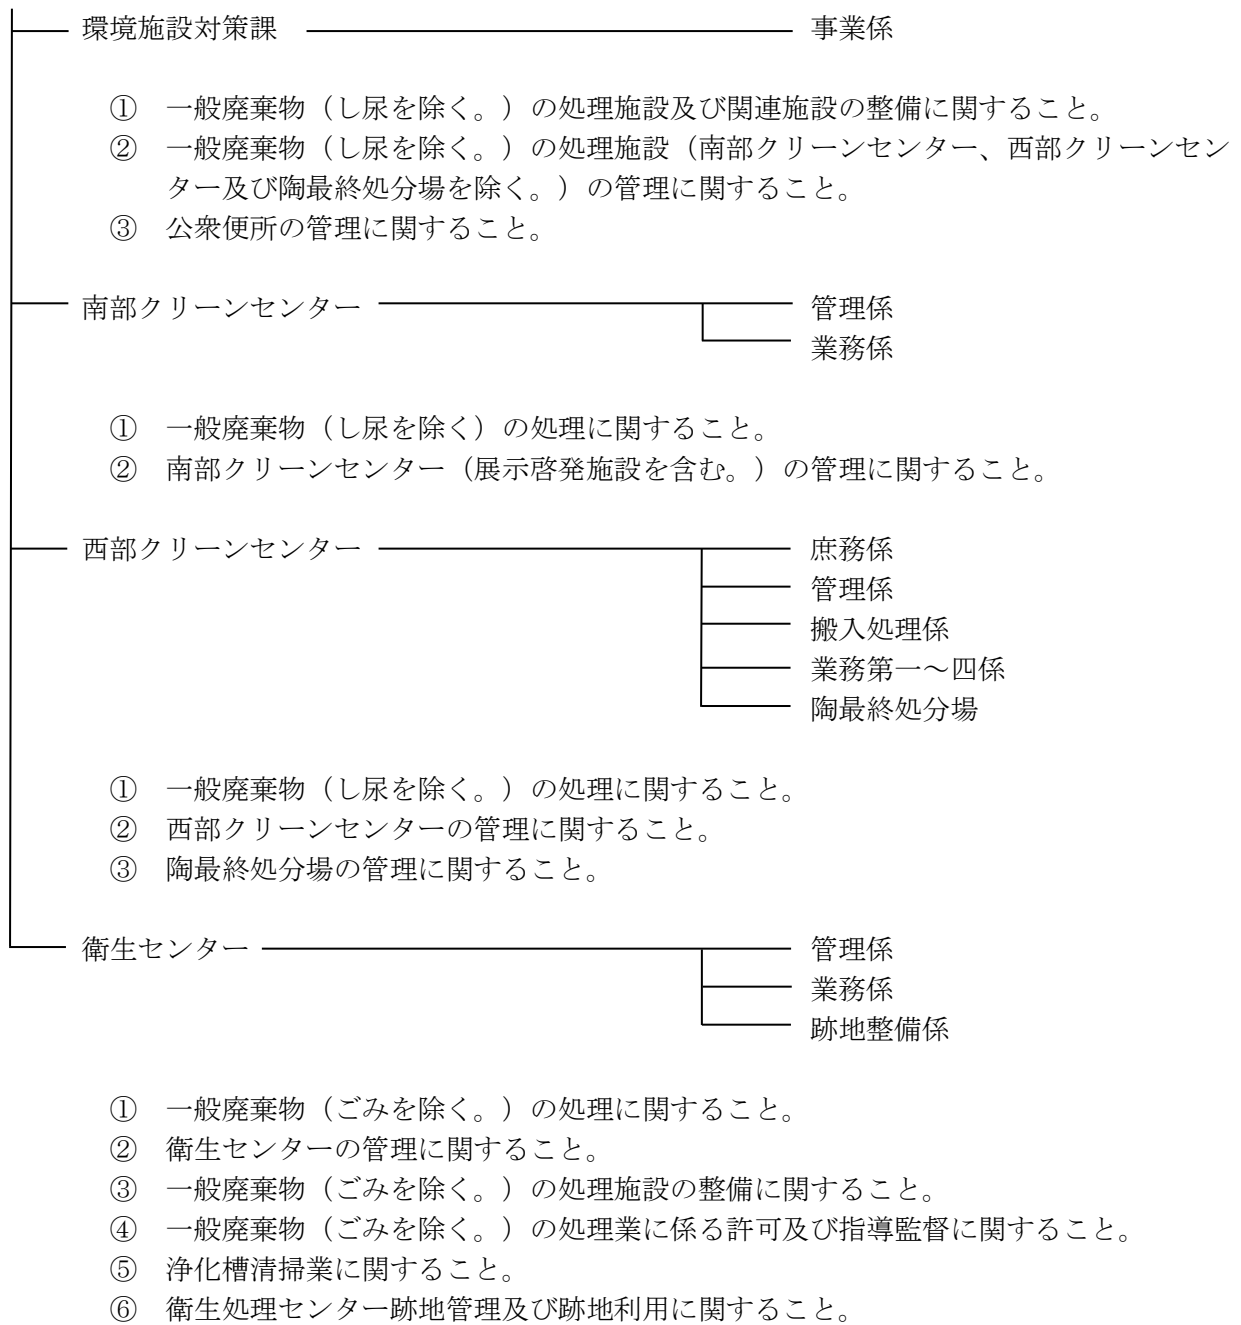 環境施設対策課 事業係
① 一般廃棄物（し尿を除く。）の処理施設及び関連施設の整備に関すること。
② 一般廃棄物（し尿を除く。）の処理施設（南部クリーンセンター、西部クリーンセン
ター及び陶最終処分場を除く。）の管理に関すること。
③ 公衆便所の管理に関すること。
南部クリーンセンター 管理係
業務係
① 一般廃棄物（し尿を除く）の処理に関すること。
② 南部クリーンセンター（展示啓発施設を含む。）の管理に関すること。
西部クリーンセンター 庶務係
管理係
搬入処理係
業務第一～四係
陶最終処分場
① 一般廃棄物（し尿を除く。）の処理に関すること。
② 西部クリーンセンターの管理に関すること。
③ 陶最終処分場の管理に関すること。
衛生センター 管理係
業務係
跡地整備係
① 一般廃棄物（ごみを除く。）の処理に関すること。
② 衛生センターの管理に関すること。
③ 一般廃棄物（ごみを除く。）の処理施設の整備に関すること。
④ 一般廃棄物（ごみを除く。）の処理業に係る許可及び指導監督に関すること。
⑤ 浄化槽清掃業に関すること。
⑥ 衛生処理センター跡地管理及び跡地利用に関すること。